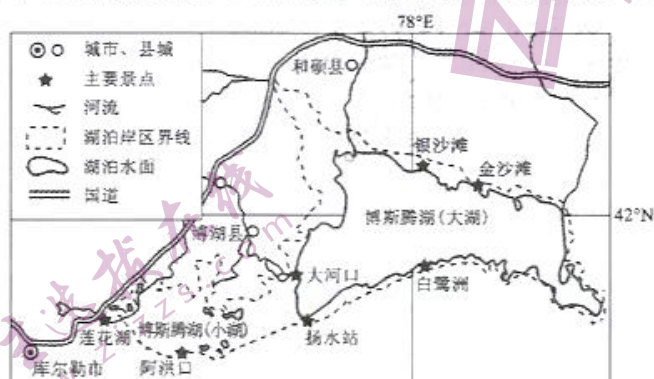 78°E
城市、县城
主要景点
河流
湖泊岸区界线
湖泊水面
国道
和硕县
银沙滩
金沙滩
42°N
博斯腾湖(大湖)
博湖县
大河口
白鹭洲
莲花湖
博斯腾湖(小湖)
扬水站
阿洪口
库尔勒市